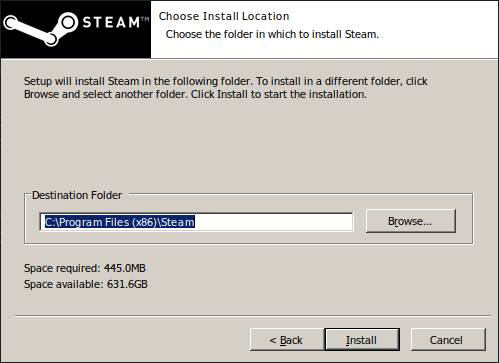 STEAM™
Choose Install Location
Choose the folder in which to install Steam.
Setup will install Steam in the following folder. To install in a different folder, click
Browse and select another folder. Click Install to start the installation.
Destination Folder
C:\Program Files (x86)\Steam
Browse...
Space required: 445.0MB
Space available: 631.6GB
< Back
Install
Cancel